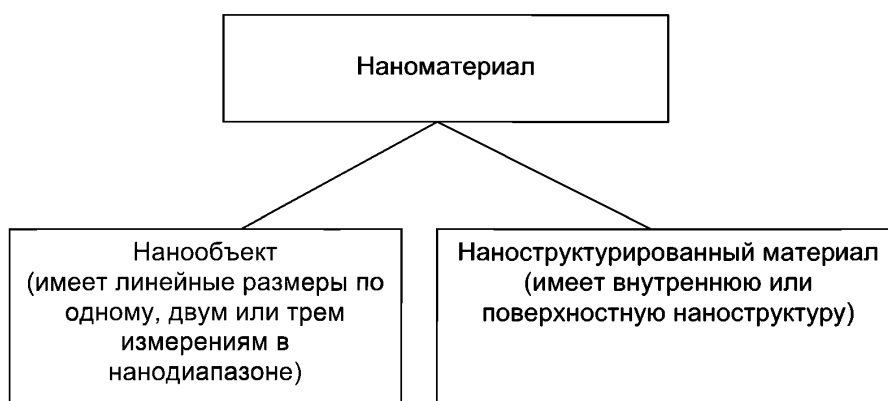 Наноматериал
Нанообъект
(имеет линейные размеры по
одному, двум или трем
измерениям в
нанодиапазоне)
Наноструктурированный материал
(имеет внутреннюю или
поверхностную наноструктуру)